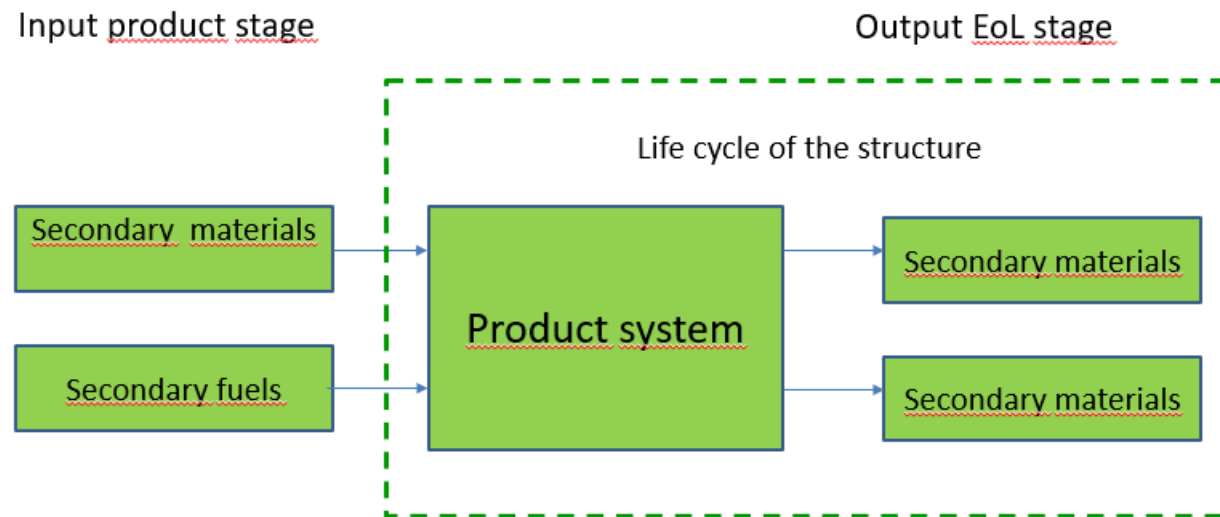 Input product stage
Output EoL stage
Life cycle of the structure
Secondary materials
Secondary fuels
Product system
Secondary materials
Secondary materials